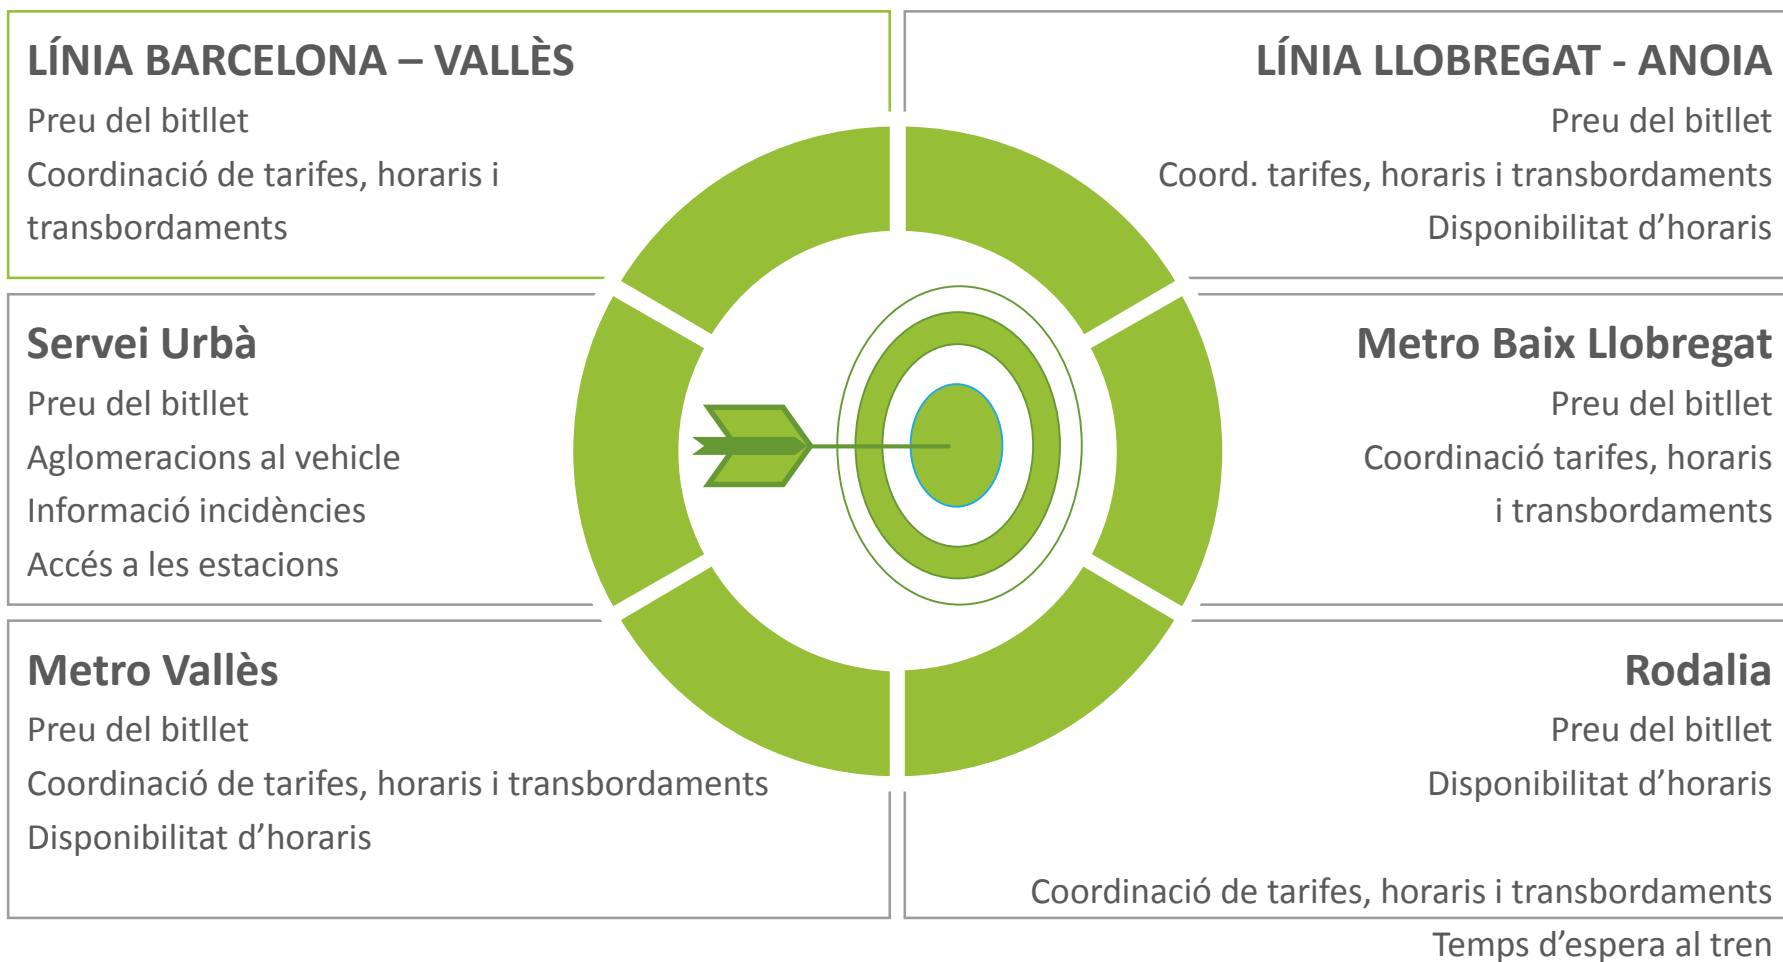 LÍNIA BARCELONA – VALLÈS
Preu del bitllet
Coordinació de tarifes, horaris i
transbordaments
LÍNIA LLOBREGAT - ANOIA
Preu del bitllet
Coord. tarifes, horaris i transbordaments
Disponibilitat d’horaris
Servei Urbà
Preu del bitllet
Aglomeracions al vehicle
Informació incidències
Accés a les estacions
Metro Baix Llobregat
Preu del bitllet
Coordinació tarifes, horaris
i transbordaments
Metro Vallès
Preu del bitllet
Coordinació de tarifes, horaris i transbordaments
Disponibilitat d’horaris
Rodalia
Preu del bitllet
Disponibilitat d’horaris
Coordinació de tarifes, horaris i transbordaments
Temps d’espera al tren